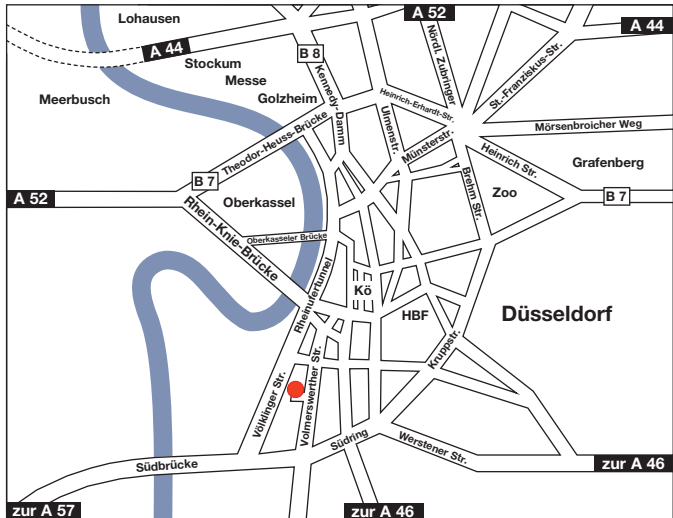 Lohausen
A 52
A 44
A 44
B 8
Nördl. Zubringer
St.-Franziskus-Str.
Stockum
Messe
Meerbusch
Golzheim
Kennedy-Damm
Heinrich-Erhardt-Str.
Ulmenstr.
Mörsenbroicher Weg
Theodor-Heuss-Brücke
Münsterstr.
Heinrich Str.
Grafenberg
B 7
Brehm Str.
Zoo
A 52
Oberkassel
B 7
Rhein-Knie-Brücke
Oberkasseler Brücke
Rheinufertunnel
Kö
HBF
Düsseldorf
Kruppstr.
Völklinger Str.
Volmerswerther Str.
Südring
Werstener Str.
Südbrücke
zur A 46
zur A 57
zur A 46